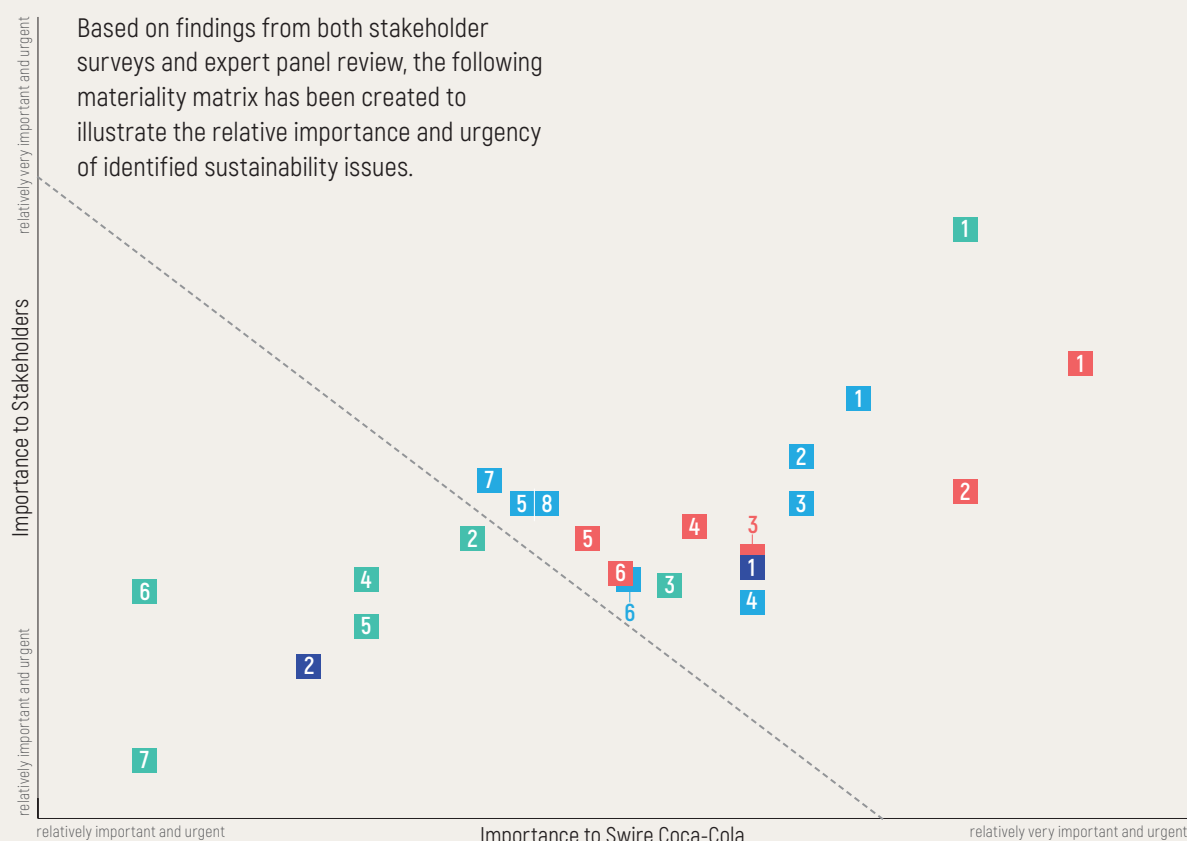 Based on findings from both stakeholder
surveys and expert panel review, the following
materiality matrix has been created to
illustrate the relative importance and urgency
of identified sustainability issues.
relatively very important and urgent
Importance to Stakeholders
relatively important and urgent
1
1
1
2
7
2
5 8
3
4
3
2
5
1
6
4
3
6
4
6
5
2
7
relatively important and urgent
Importance to Swire Coca-Cola
relatively very important and urgent